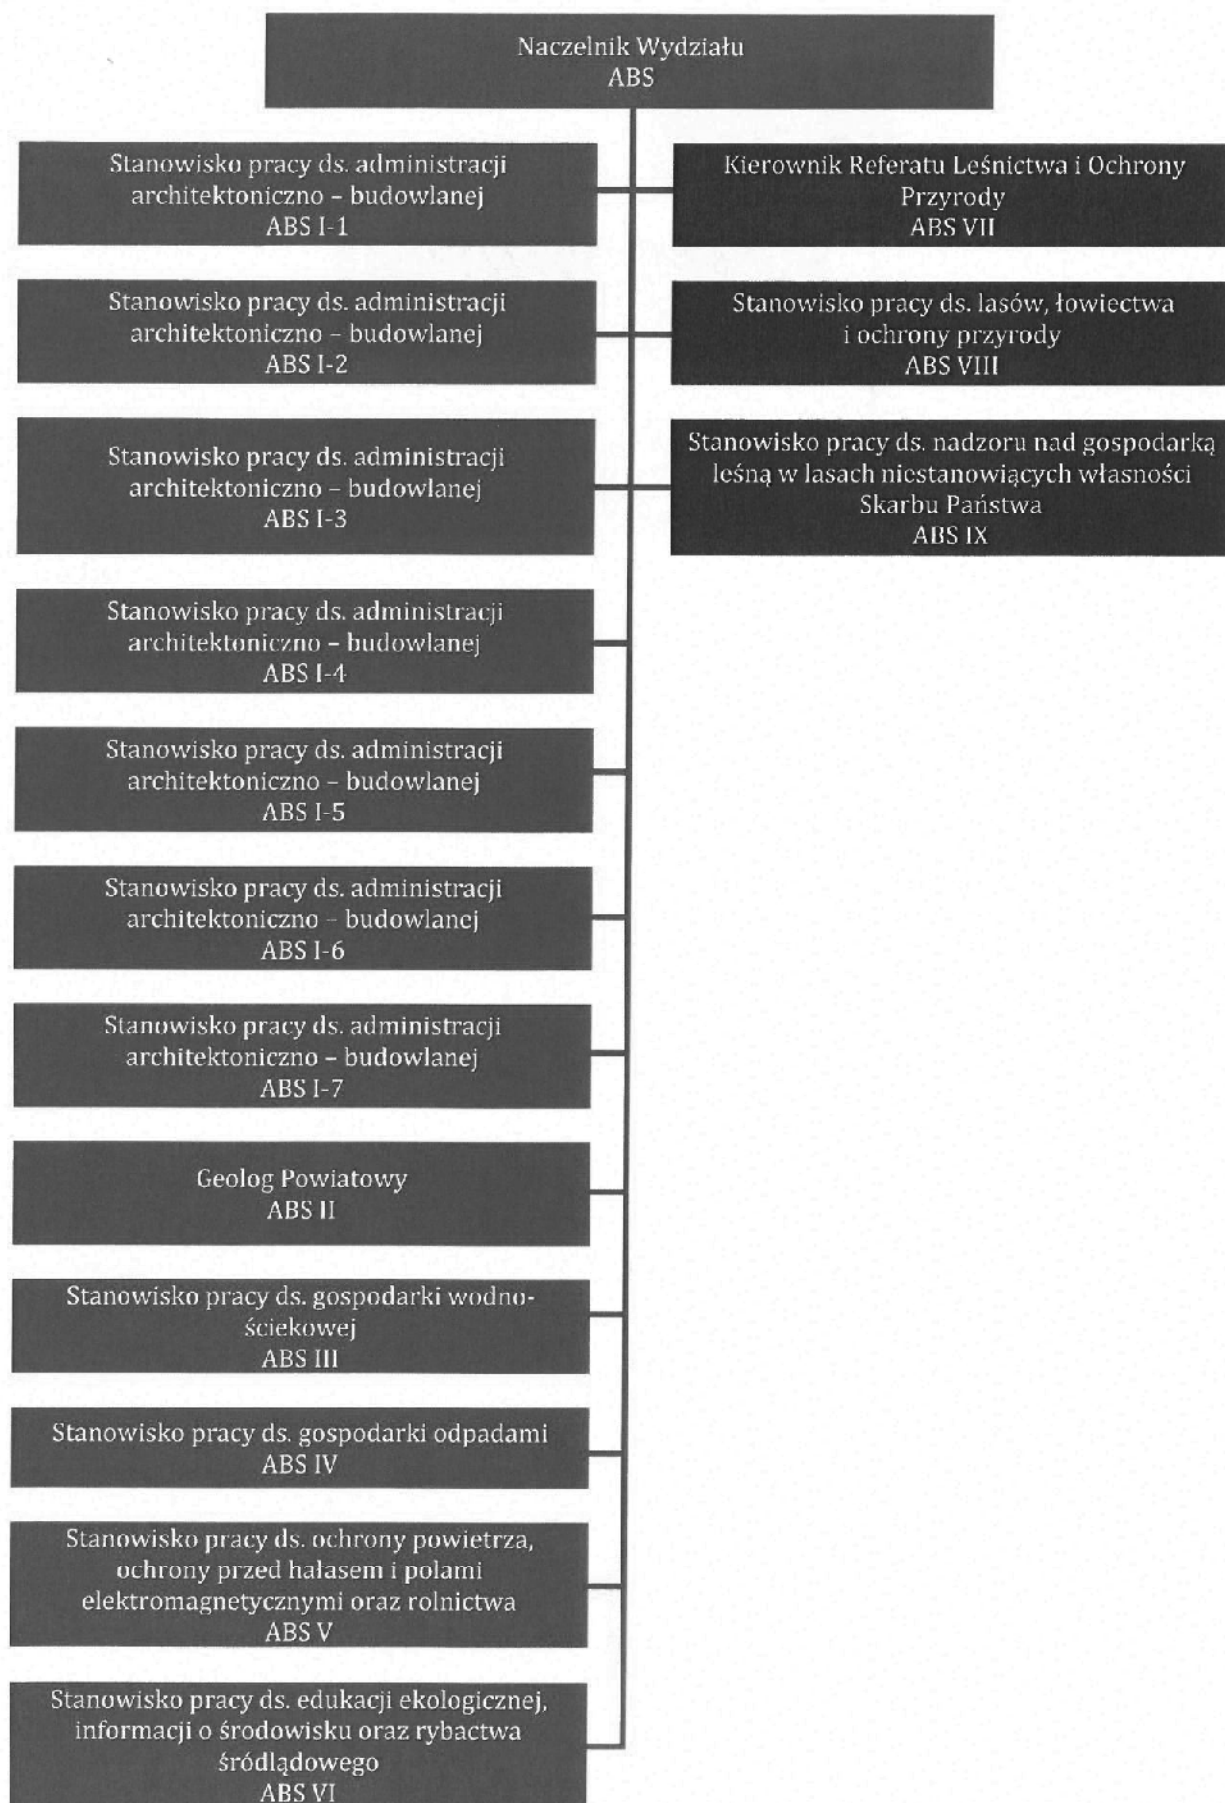 Naczelnik Wydziału
ABS
Stanowisko pracy ds. administracji
architektoniczno – budowlanej
ABS I-1
Stanowisko pracy ds. administracji
architektoniczno – budowlanej
ABS I-2
Stanowisko pracy ds. administracji
architektoniczno – budowlanej
ABS I-3
Stanowisko pracy ds. administracji
architektoniczno – budowlanej
ABS I-4
Stanowisko pracy ds. administracji
architektoniczno – budowlanej
ABS I-5
Stanowisko pracy ds. administracji
architektoniczno – budowlanej
ABS I-6
Stanowisko pracy ds. administracji
architektoniczno – budowlanej
ABS I-7
Geolog Powiatowy
ABS II
Stanowisko pracy ds. gospodarki wodno-
ściekowej
ABS III
Stanowisko pracy ds. gospodarki odpadami
ABS IV
Stanowisko pracy ds. ochrony powietrza,
ochrony przed hałasem i polami
elektromagnetycznymi oraz rolnictwa
ABS V
Stanowisko pracy ds. edukacji ekologicznej,
informacji o środowisku oraz rybactwa
śródlądowego
ABS VI
Kierownik Referatu Leśnictwa i Ochrony
Przyrody
ABS VII
Stanowisko pracy ds. lasów, łowiectwa
i ochrony przyrody
ABS VIII
Stanowisko pracy ds. nadzoru nad gospodarką
leśną w lasach niestanowiących własności
Skarbu Państwa
ABS IX